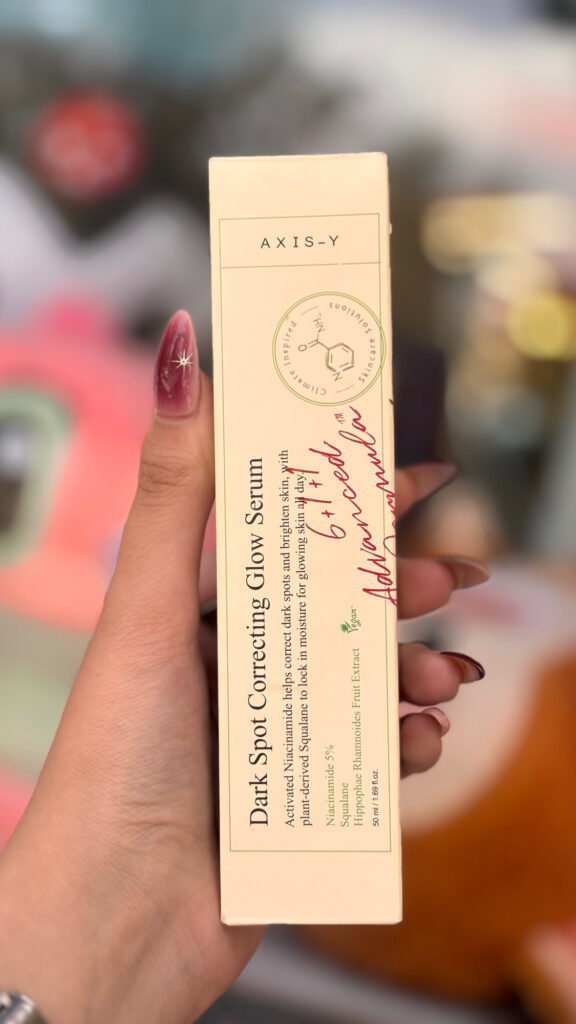 AXIS-Y
Climate Inspired
Skincare Solutions
O
NH₂
N
6+1+1
Advanced
Formula™
Dark Spot Correcting Glow Serum
Activated Niacinamide helps correct dark spots and brighten skin, with
plant-derived Squalane to lock in moisture for glowing skin all day.
Vegan
Niacinamide 5%
Squalane
Hippophae Rhamnoides Fruit Extract
50 ml / 1.69 fl.oz.